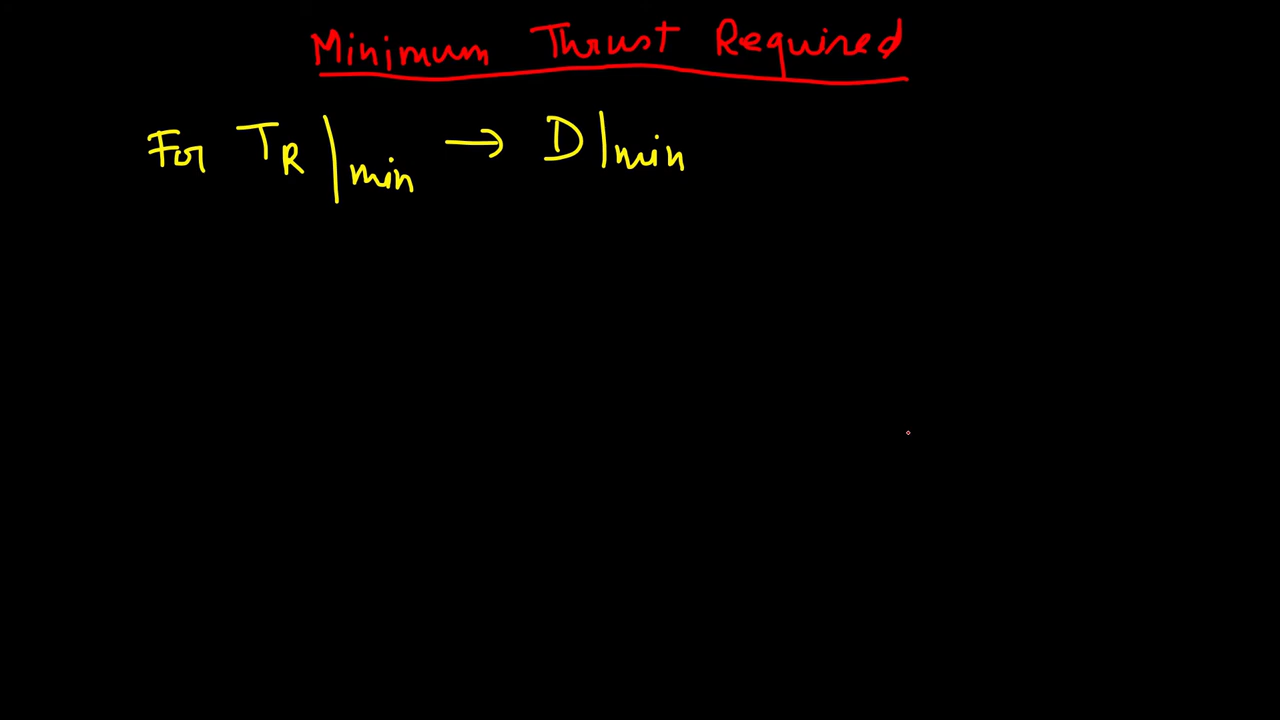 Minimum Thrust Required
For T_R |min → D|min